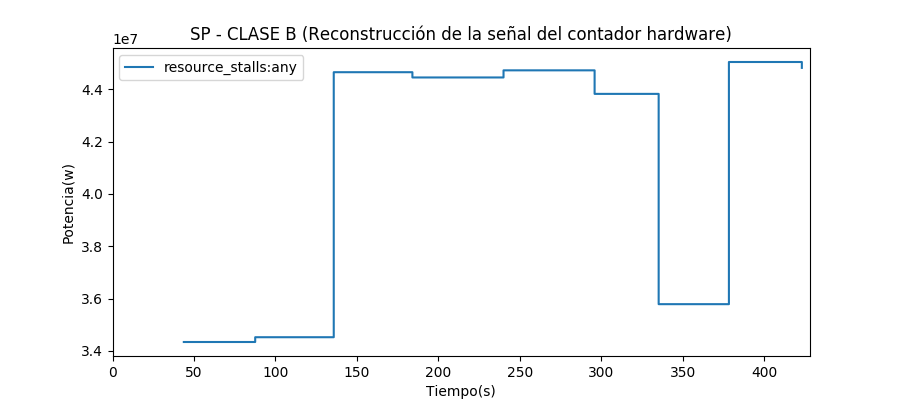 SP - CLASE B (Reconstrucción de la señal del contador hardware)
1e7
resource_stalls:any
4.4
4.2
4.0
3.8
3.6
3.4
Potencia(w)
0 50 100 150 200 250 300 350 400
Tiempo(s)